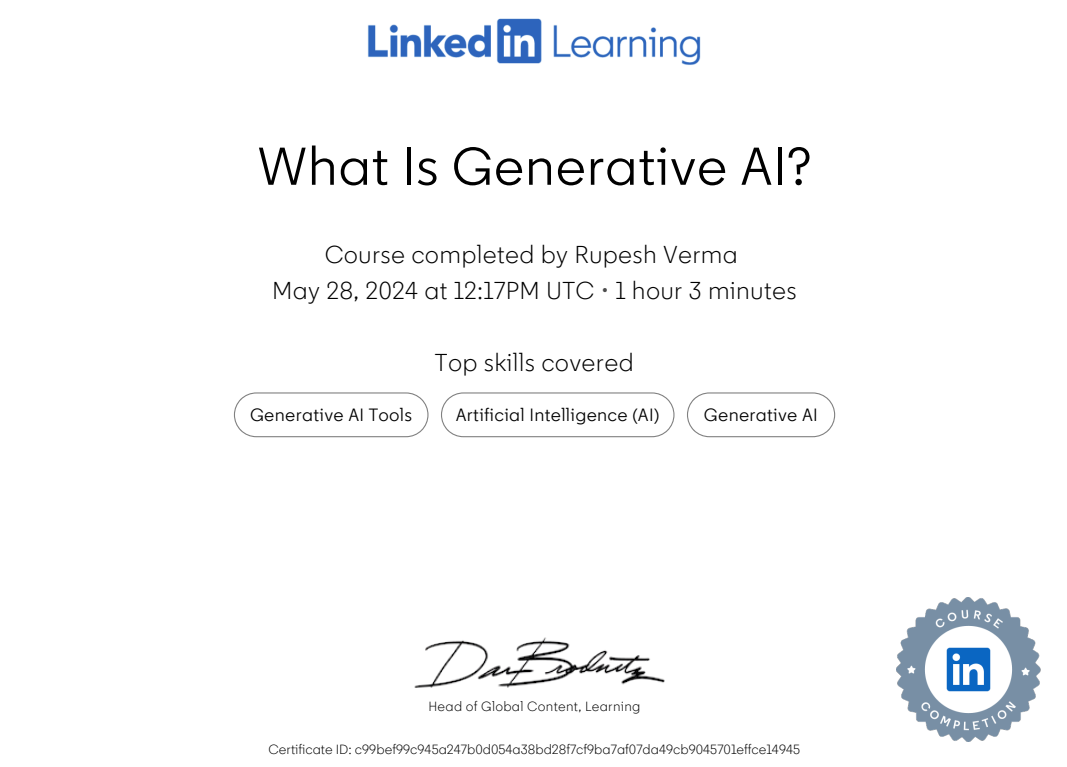 Linked in Learning
What Is Generative AI?
Course completed by Rupesh Verma
May 28, 2024 at 12:17PM UTC • 1 hour 3 minutes
Top skills covered
Generative AI Tools Artificial Intelligence (AI) Generative AI
Dan Brodnitz
Head of Global Content, Learning
Certificate ID: c99bef99c945a247b0d054a38bd28f7cf9ba7af07da49cb9045701effce14945
COURSE
in
COMPLETION